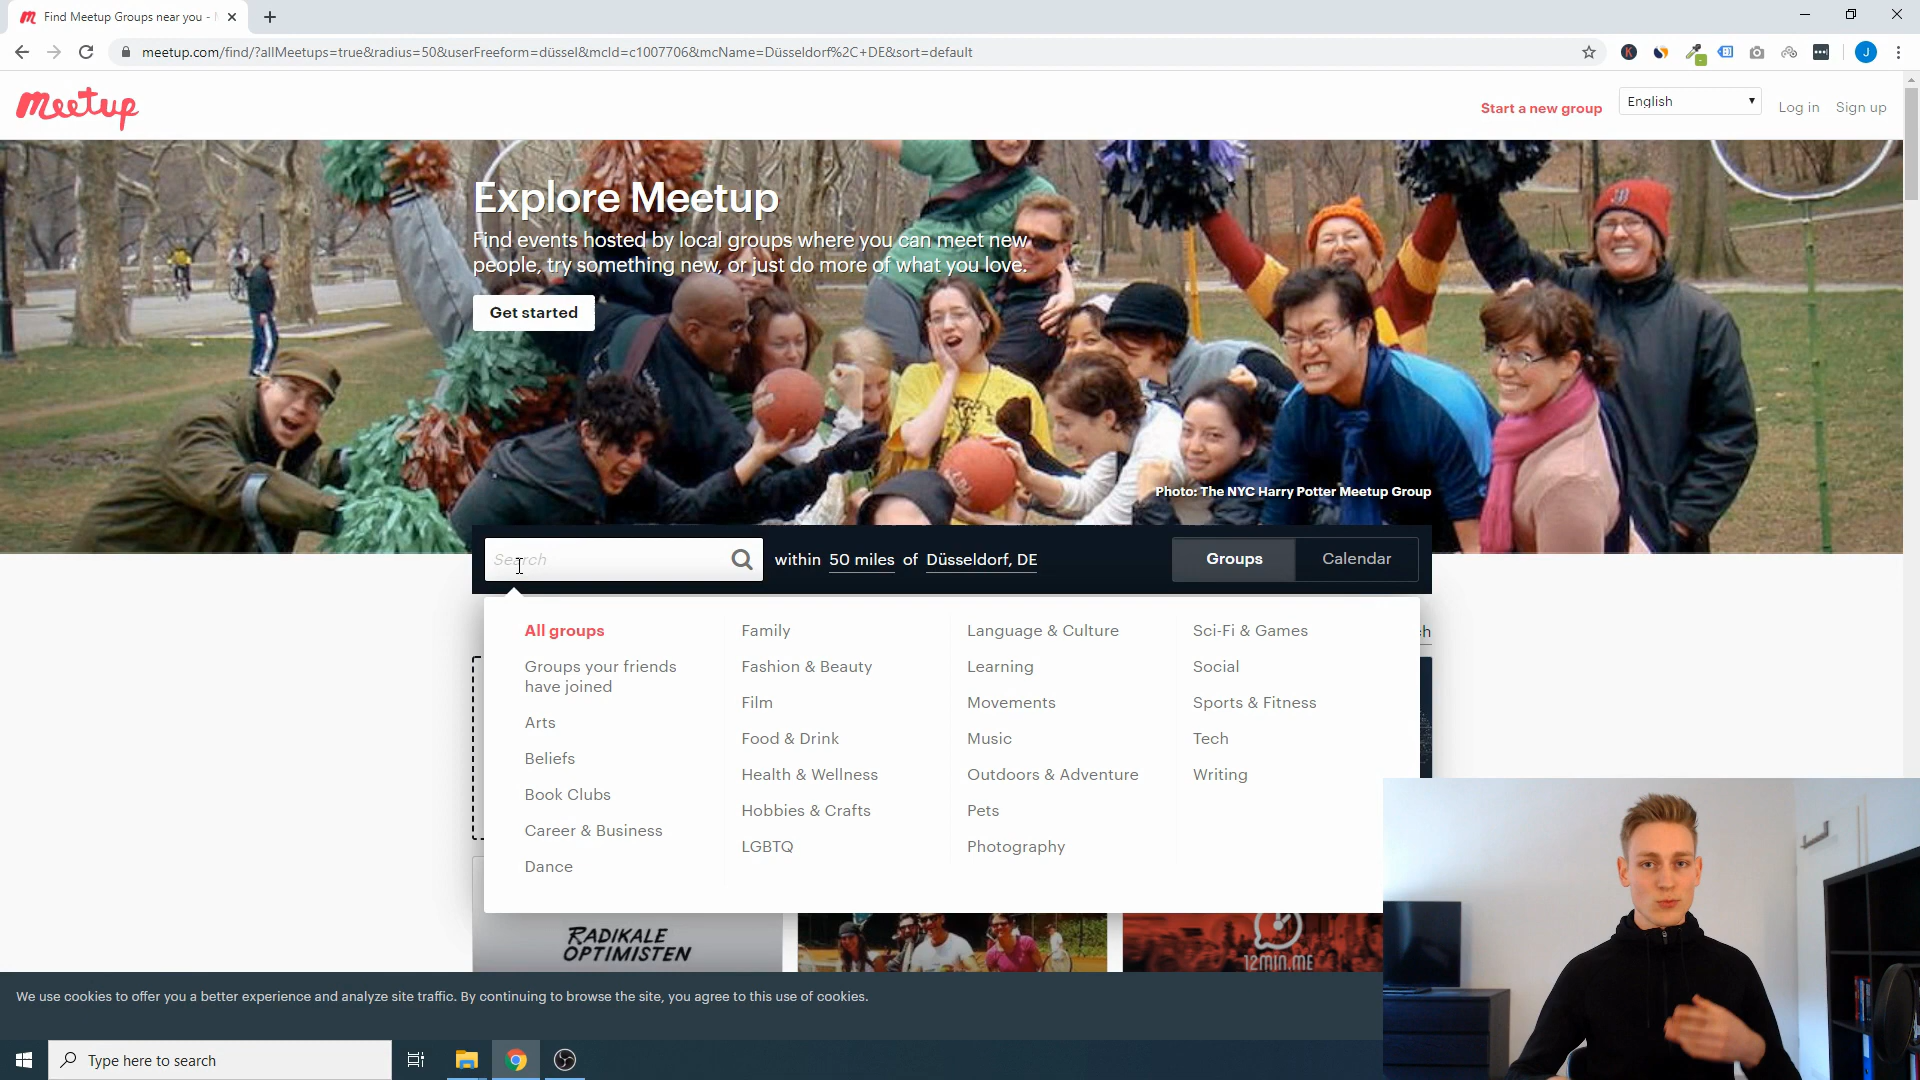 Find Meetup Groups near you -
meetup.com/find/?allMeetups=true&radius=50&userFreeform=düssel&mcId=c1007706&mcName=Düsseldorf%2C+DE&sort=default
J
Meetup
Start a new group
English
Log in
Sign up
Explore Meetup
Find events hosted by local groups where you can meet new
people, try something new, or just do more of what you love.
Get started
Photo: The NYC Harry Potter Meetup Group
Search
within 50 miles of Düsseldorf, DE
Groups
Calendar
All groups
Groups your friends
have joined
Arts
Beliefs
Book Clubs
Career & Business
Dance
Family
Fashion & Beauty
Film
Food & Drink
Health & Wellness
Hobbies & Crafts
LGBTQ
Language & Culture
Learning
Movements
Music
Outdoors & Adventure
Pets
Photography
Sci-Fi & Games
Social
Sports & Fitness
Tech
Writing
RADIKALE
OPTIMISTEN
12MIN.ME
We use cookies to offer you a better experience and analyze site traffic. By continuing to browse the site, you agree to this use of cookies.
Type here to search